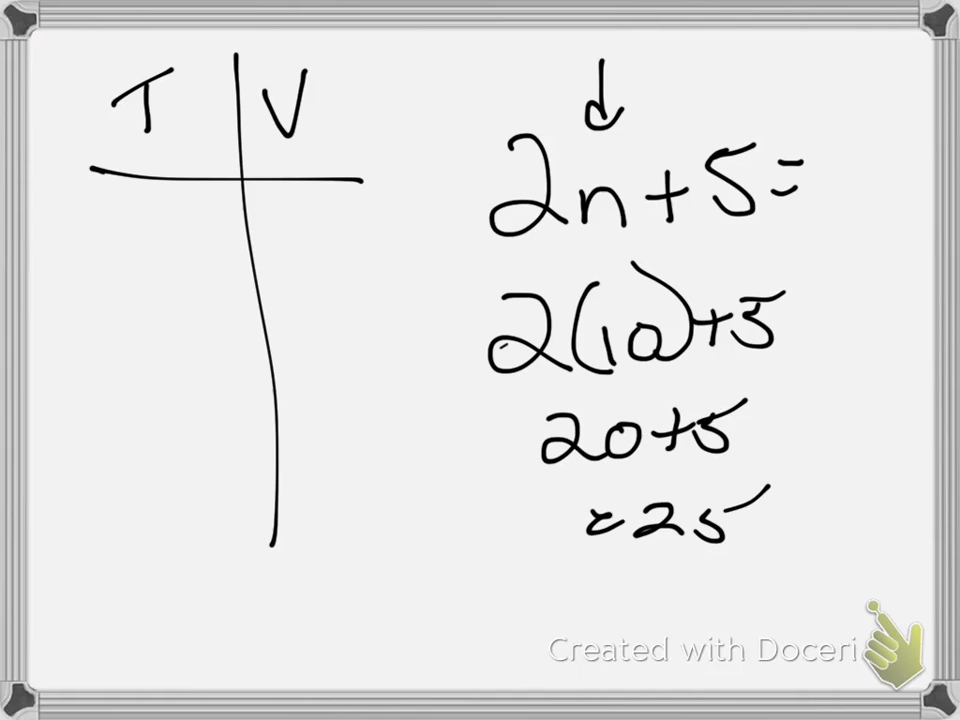 T V
2n+5=
2(10)+5
20+5
=25
Created with Doceri